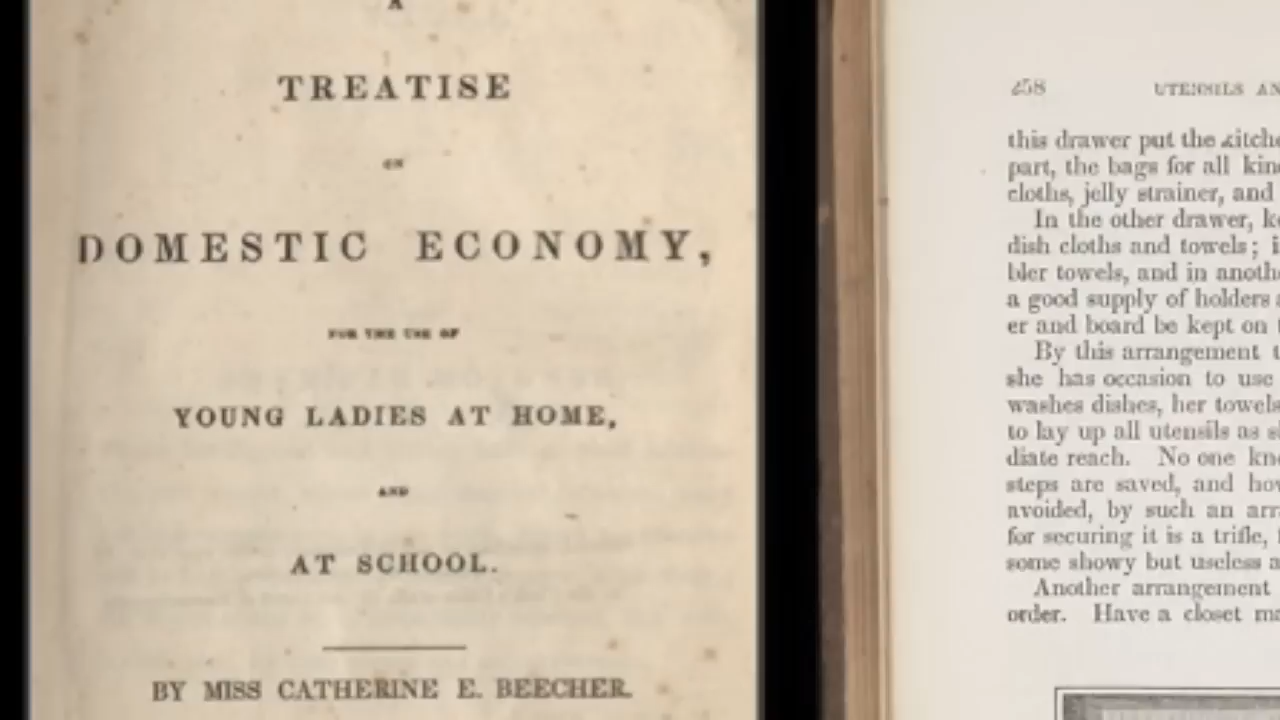 A
TREATISE
ON
DOMESTIC ECONOMY,
FOR THE USE OF
YOUNG LADIES AT HOME,
AND
AT SCHOOL.
BY MISS CATHERINE E. BEECHER.
258 UTENSILS AN
this drawer put the kitche
part, the bags for all kin
cloths, jelly strainer, and
In the other drawer, ke
dish cloths and towels; i
bler towels, and in anothe
a good supply of holders a
er and board be kept on t
By this arrangement t
she has occasion to use
washes dishes, her towels
to lay up all utensils as sh
diate reach. No one kno
steps are saved, and how
avoided, by such an arr
for securing it is a trifle, f
some showy but useless a
Another arrangement
order. Have a closet ma